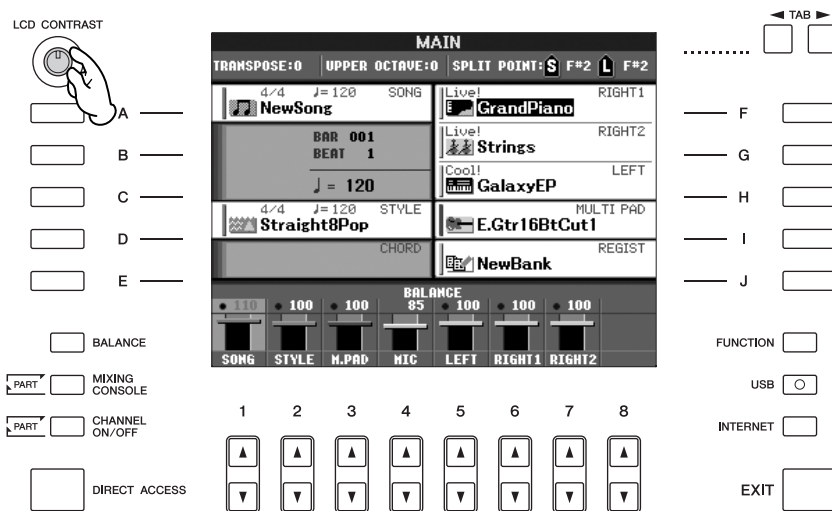 LCD CONTRAST
◄ TAB ►
MAIN
TRANSPOSE:0 UPPER OCTAVE:0 SPLIT POINT: S F#2 L F#2
4/4 ♩=120 SONG
NewSong
Live! RIGHT1
GrandPiano
BAR 001
BEAT 1
♩= 120
Live! RIGHT2
Strings
Cool! LEFT
GalaxyEP
4/4 ♩=120 STYLE
Straight8Pop
MULTI PAD
E.Gtr16BtCut1
CHORD
REGIST
NewBank
BALANCE
110 100 100 85 100 100 100
SONG STYLE M.PAD MIC LEFT RIGHT1 RIGHT2
A
B
C
D
E
F
G
H
I
J
BALANCE
PART
MIXING
CONSOLE
PART
CHANNEL
ON/OFF
DIRECT ACCESS
1 2 3 4 5 6 7 8
FUNCTION
USB
INTERNET
EXIT